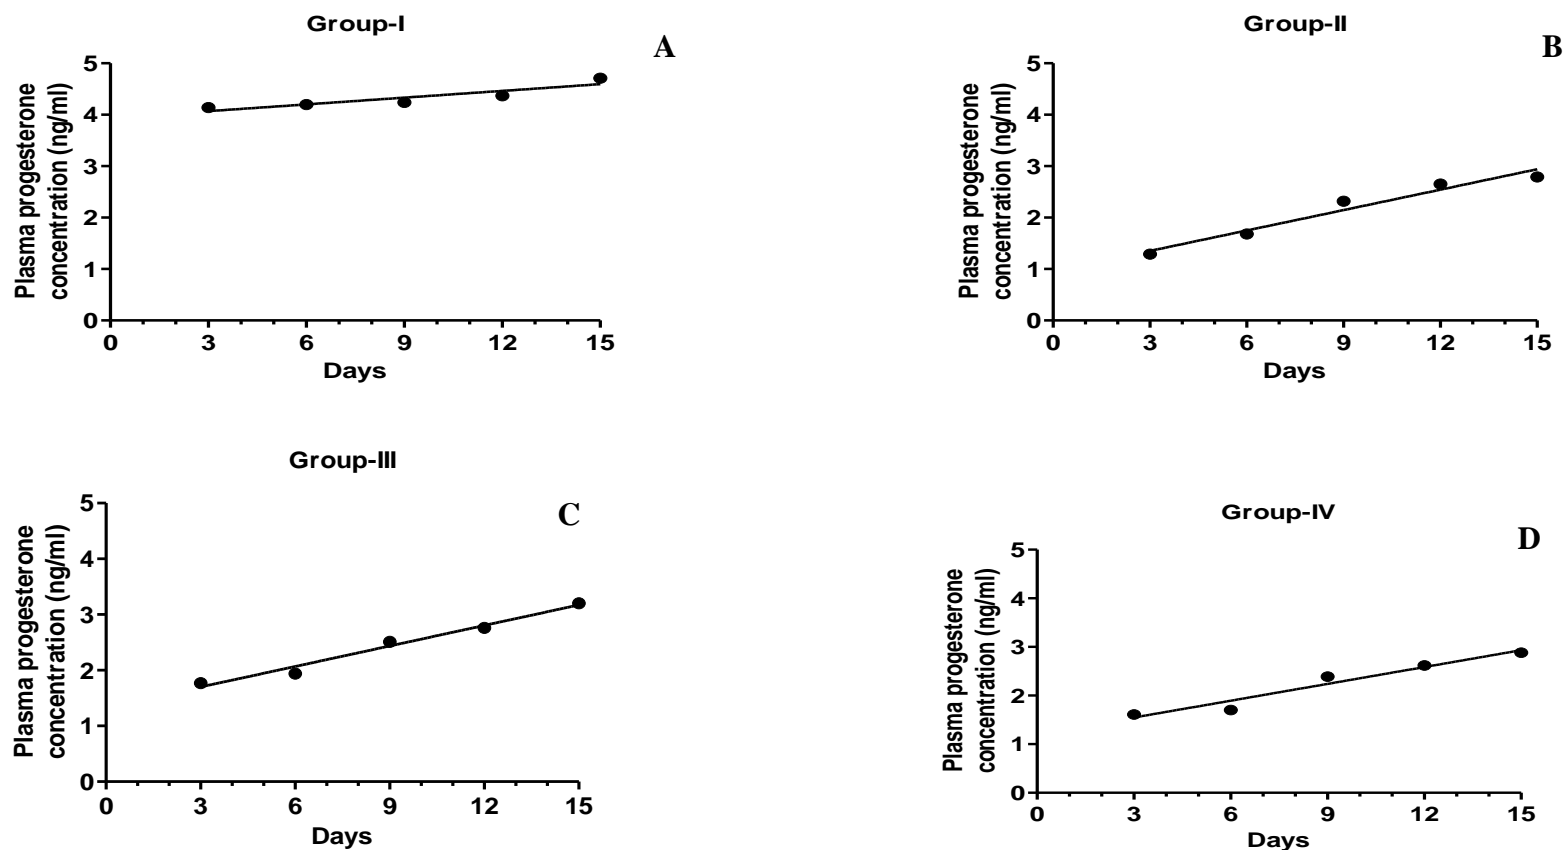 Group-I
A
Plasma progesterone
concentration (ng/ml)
5
4
3
2
1
0
0 3 6 9 12 15
Days
Group-II
B
Plasma progesterone
concentration (ng/ml)
5
4
3
2
1
0
0 3 6 9 12 15
Days
Group-III
C
Plasma progesterone
concentration (ng/ml)
5
4
3
2
1
0
0 3 6 9 12 15
Days
Group-IV
D
Plasma progesterone
concentration (ng/ml)
5
4
3
2
1
0
0 3 6 9 12 15
Days